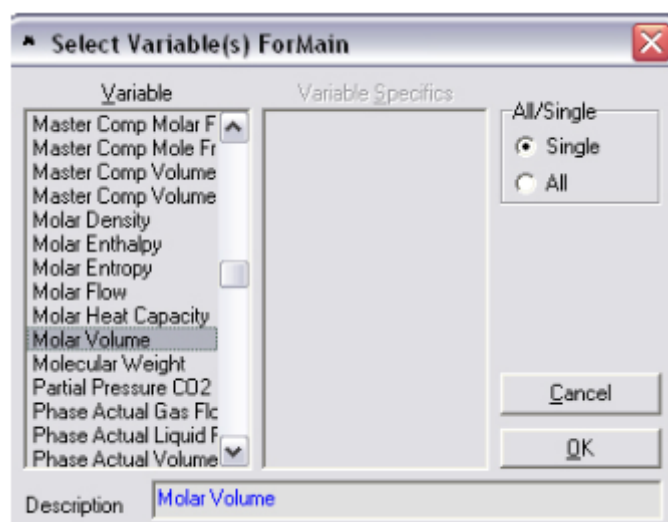 Select Variable(s) ForMain
Variable
Variable Specifics
Master Comp Molar F
Master Comp Mole Fr
Master Comp Volume
Master Comp Volume
Molar Density
Molar Enthalpy
Molar Entropy
Molar Flow
Molar Heat Capacity
Molar Volume
Molecular Weight
Partial Pressure CO2
Phase Actual Gas Flo
Phase Actual Liquid F
Phase Actual Volume
All/Single
Single
All
Cancel
OK
Description
Molar Volume